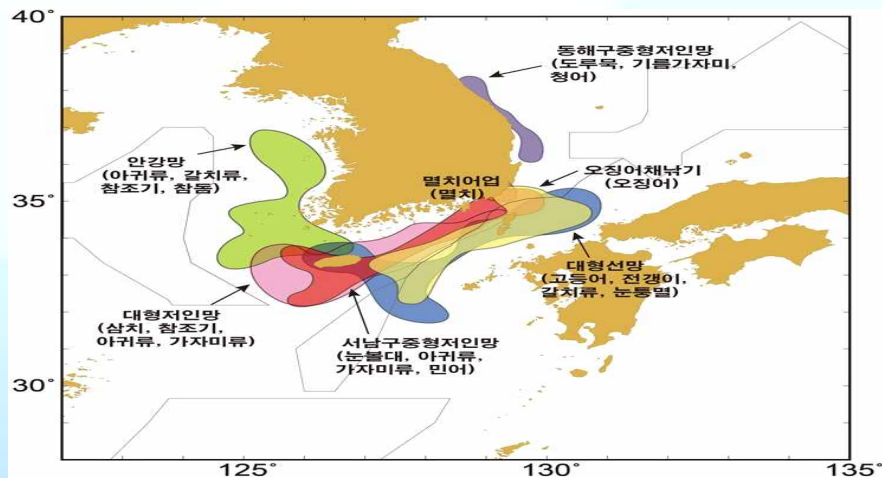 40°
동해구중형저인망
(도루묵, 기름가자미,
청어)
안강망
(아귀류, 갈치류,
참조기, 참돔)
멸치어업
(멸치)
오징어채낚기
(오징어)
35°
대형선망
(고등어, 전갱이,
갈치류, 눈퉁멸)
대형저인망
(삼치, 참조기,
아귀류, 가자미류)
서남구중형저인망
(눈볼대, 아귀류,
가자미류, 민어)
30°
125°
130°
135°